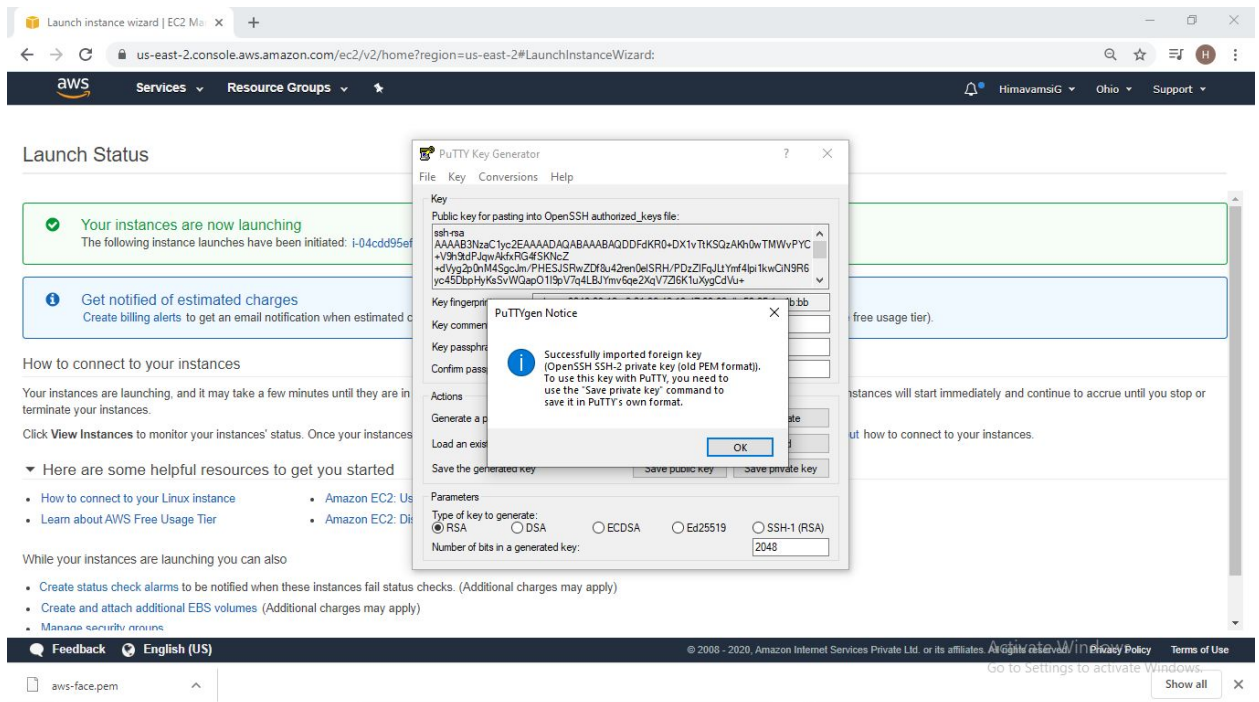 Launch instance wizard | EC2 Ma
us-east-2.console.aws.amazon.com/ec2/v2/home?region=us-east-2#LaunchInstanceWizard:
H
aws Services Resource Groups HimavamsiG Ohio Support
Launch Status
Your instances are now launching
The following instance launches have been initiated: i-04cdd95ef
Get notified of estimated charges
Create billing alerts to get an email notification when estimated c
free usage tier).
How to connect to your instances
Your instances are launching, and it may take a few minutes until they are in
instances will start immediately and continue to accrue until you stop or
terminate your instances.
Click View Instances to monitor your instances' status. Once your instances
out how to connect to your instances.
Here are some helpful resources to get you started
How to connect to your Linux instance
Amazon EC2: Us
Learn about AWS Free Usage Tier
Amazon EC2: Di
While your instances are launching you can also
Create status check alarms to be notified when these instances fail status checks. (Additional charges may apply)
Create and attach additional EBS volumes (Additional charges may apply)
Manage security groups
PuTTY Key Generator
File Key Conversions Help
Key
Public key for pasting into OpenSSH authorized_keys file:
ssh-rsa
AAAAB3NzaC1yc2EAAAADAQABAAABAQDDFdKR0+DX1vTtKSQzAKh0wTMWvPYC
+V9h9tdPJqwAkfxRG4fSKNcZ
+dVyg2p0nM4SgcJm/PHESJSRwZDf8u42ren0elSRH/PDzZIFqJLtYmf4lpi1kwCiN9R6
yc45DbpHyKsSvWQapO1I9pV7q4LBJYmv6qe2XqV7Zl6K1uXygCdVu+
Key fingerprin
b:bb
Key commen
Key passphra
Confirm pass
Actions
Generate a p
ate
Load an exist
d
Save the generated key
Save public key
Save private key
Parameters
Type of key to generate:
RSA DSA ECDSA Ed25519 SSH-1 (RSA)
Number of bits in a generated key: 2048
PuTTYgen Notice
Successfully imported foreign key
(OpenSSH SSH-2 private key (old PEM format)).
To use this key with PuTTY, you need to
use the "Save private key" command to
save it in PuTTY's own format.
OK
Feedback English (US)
© 2008 - 2020, Amazon Internet Services Private Ltd. or its affiliates. All rights reserved. Privacy Policy Terms of Use
Activate Windows
Go to Settings to activate Windows.
aws-face.pem
Show all